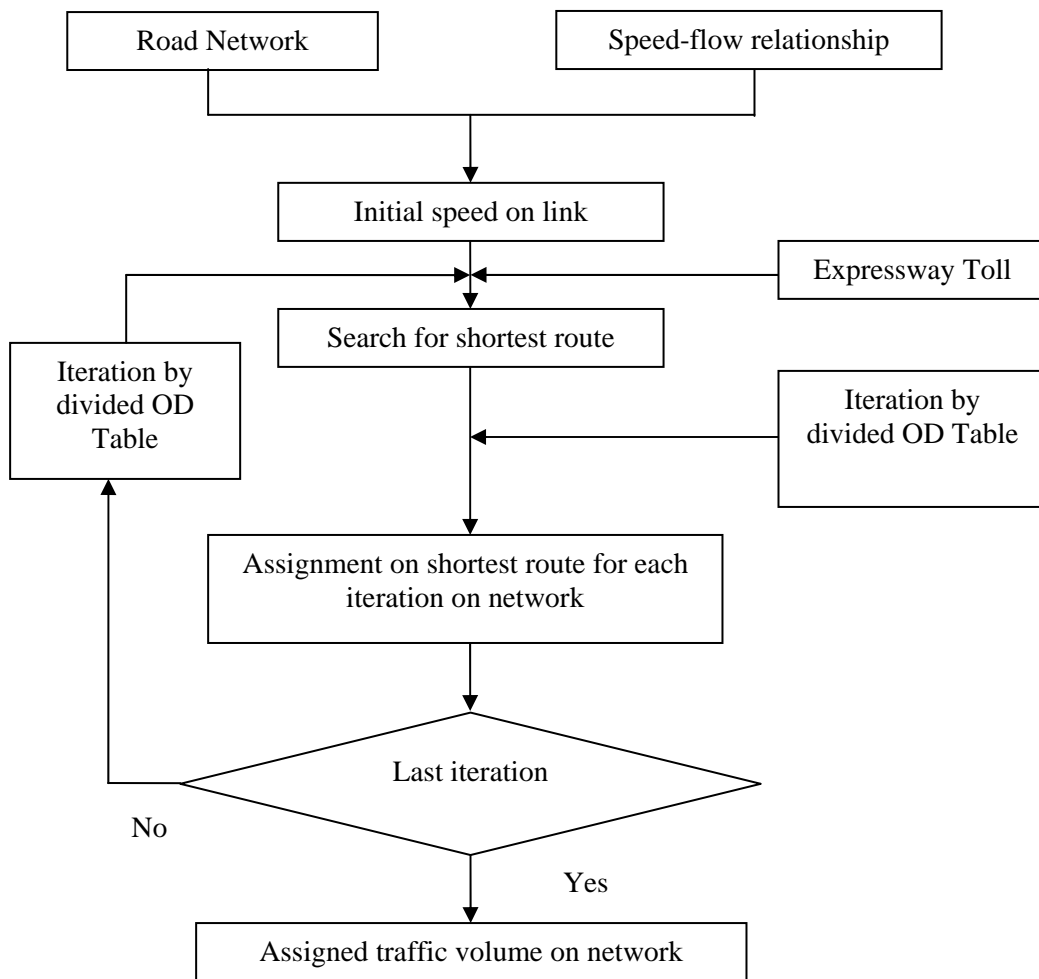 Road Network
Speed-flow relationship
Initial speed on link
Expressway Toll
Search for shortest route
Iteration by
divided OD
Table
Iteration by
divided OD Table
Assignment on shortest route for each
iteration on network
Last iteration
No
Yes
Assigned traffic volume on network